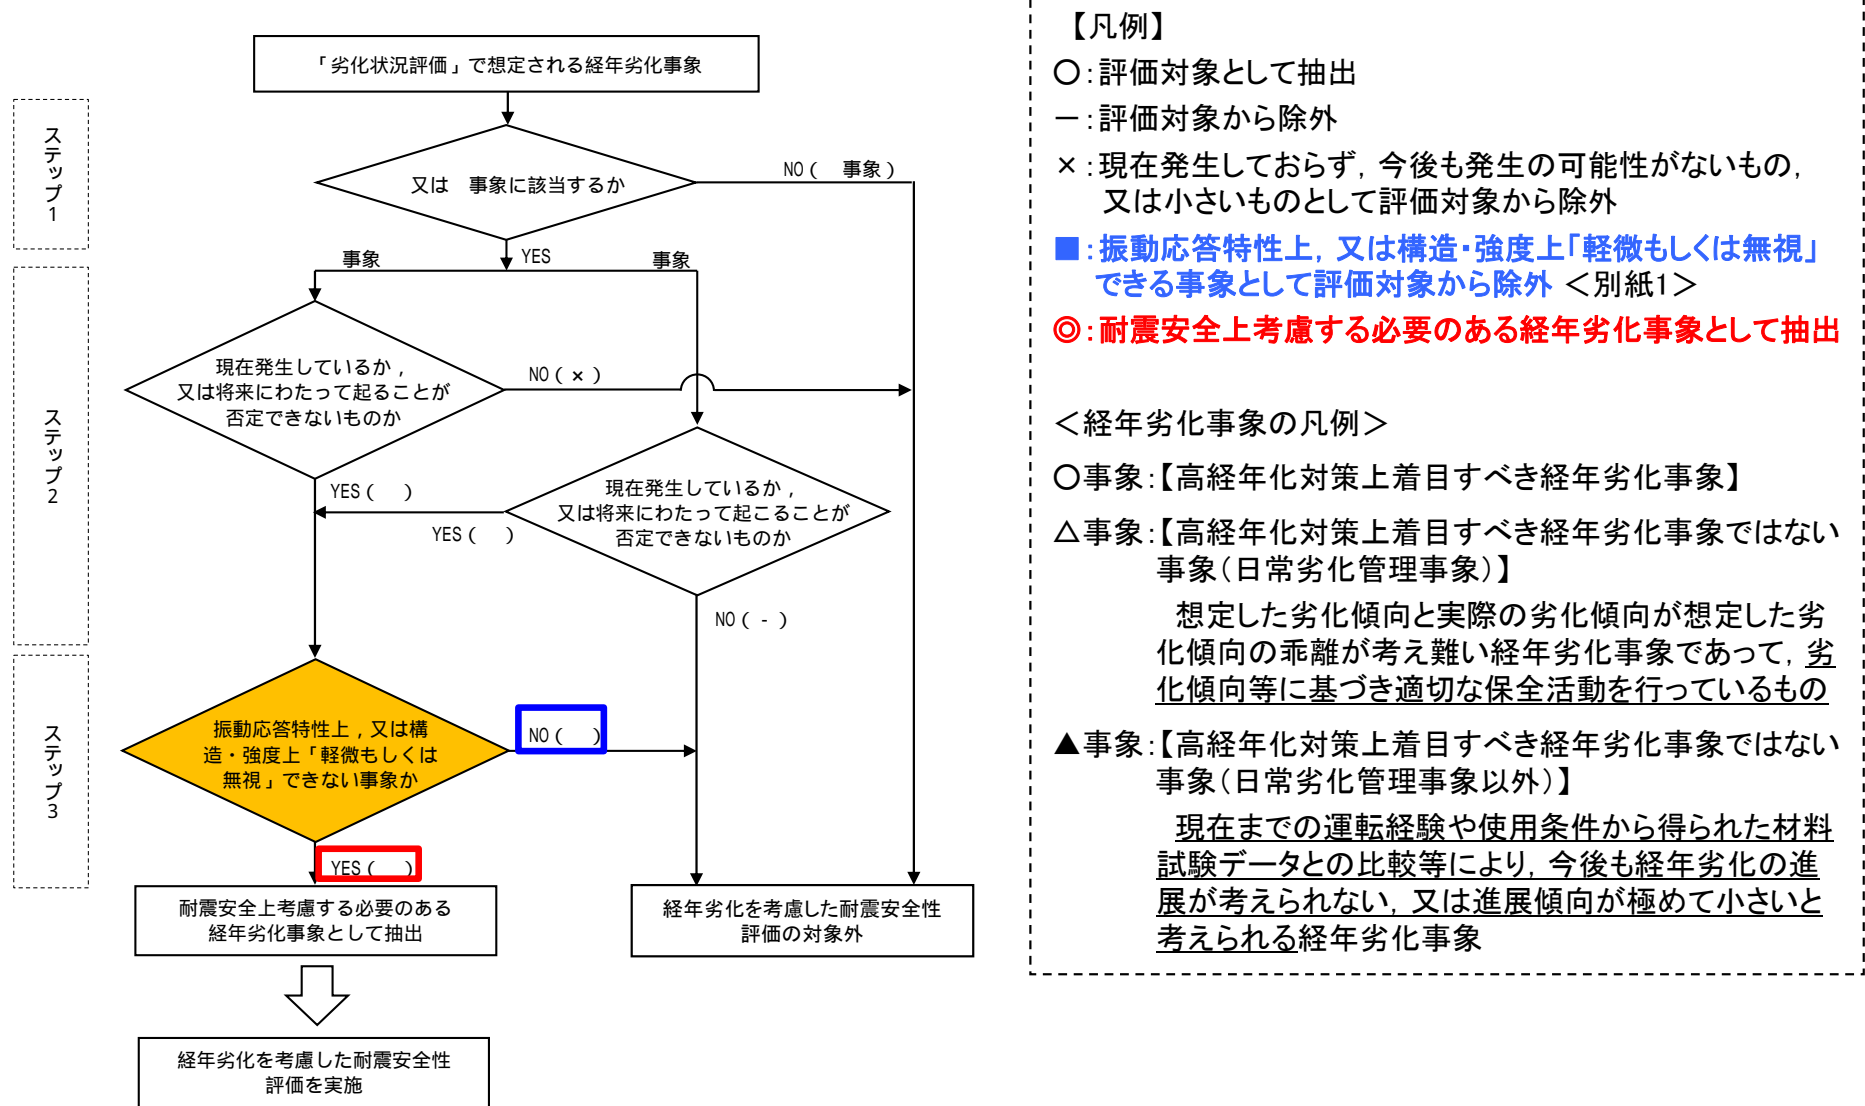 「劣化状況評価」で想定される経年劣化事象
ステップ1
又は 事象に該当するか
NO( 事象)
YES
事象
事象
ステップ2
現在発生しているか,
又は将来にわたって起ることが
否定できないものか
NO(×)
現在発生しているか,
又は将来にわたって起こることが
否定できないものか
YES( )
YES( )
NO(-)
ステップ3
振動応答特性上,又は構
造・強度上「軽微もしくは
無視」できない事象か
NO( )
YES( )
耐震安全上考慮する必要のある
経年劣化事象として抽出
経年劣化を考慮した耐震安全性
評価の対象外
経年劣化を考慮した耐震安全性
評価を実施
【凡例】
〇:評価対象として抽出
-:評価対象から除外
×:現在発生しておらず,今後も発生の可能性がないもの,
又は小さいものとして評価対象から除外
■:振動応答特性上,又は構造・強度上「軽微もしくは無視」
できる事象として評価対象から除外 <別紙1>
◎:耐震安全上考慮する必要のある経年劣化事象として抽出
<経年劣化事象の凡例>
〇事象:【高経年化対策上着目すべき経年劣化事象】
△事象:【高経年化対策上着目すべき経年劣化事象ではない
事象(日常劣化管理事象)】
想定した劣化傾向と実際の劣化傾向が想定した劣
化傾向の乖離が考え難い経年劣化事象であって,劣
化傾向等に基づき適切な保全活動を行っているもの
▲事象:【高経年化対策上着目すべき経年劣化事象ではない
事象(日常劣化管理事象以外)】
現在までの運転経験や使用条件から得られた材料
試験データとの比較等により,今後も経年劣化の進
展が考えられない,又は進展傾向が極めて小さいと
考えられる経年劣化事象